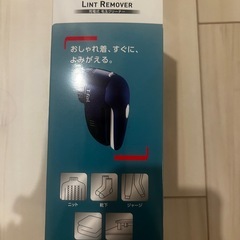 LINT REMOVER
おしゃれ着、すぐに、
よみがえる。
ニット
靴下
ジャージ